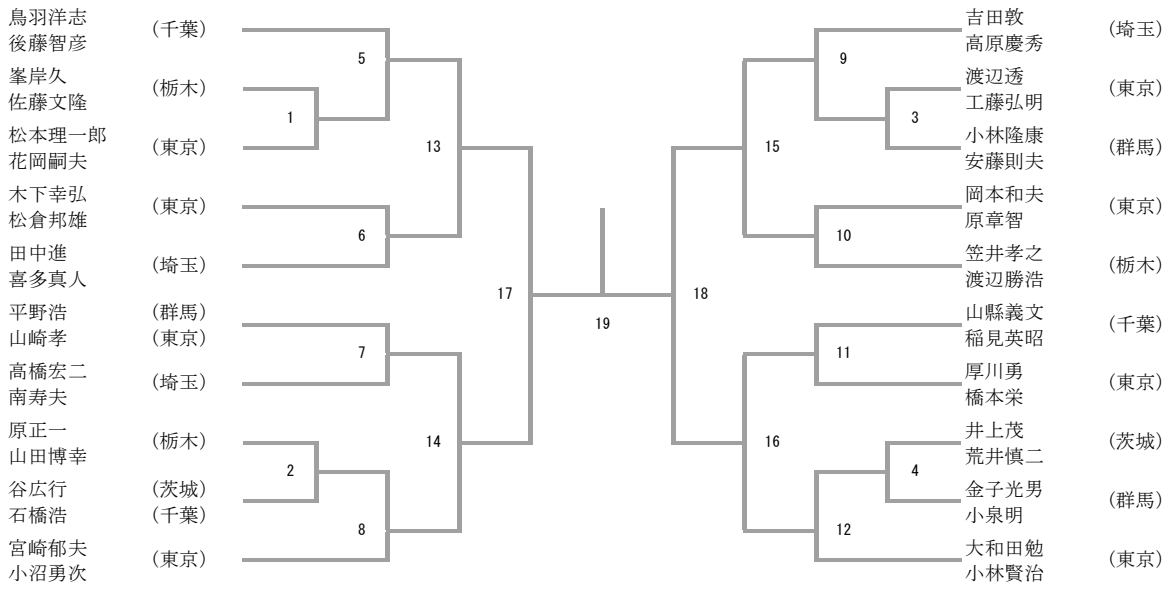 鳥羽洋志
後藤智彦
(千葉)
峯岸久
佐藤文隆
(栃木)
松本理一郎
花岡嗣夫
(東京)
木下幸弘
松倉邦雄
(東京)
田中進
喜多真人
(埼玉)
平野浩 (群馬)
山崎孝 (東京)
高橋宏二
南寿夫
(埼玉)
原正一
山田博幸
(栃木)
谷広行 (茨城)
石橋浩 (千葉)
宮崎郁夫
小沼勇次
(東京)
5
1
13
6
17
7
14
2
8
19
9
3
15
10
18
11
16
4
12
吉田敦
高原慶秀
(埼玉)
渡辺透
工藤弘明
(東京)
小林隆康
安藤則夫
(群馬)
岡本和夫
原章智
(東京)
笠井孝之
渡辺勝浩
(栃木)
山縣義文
稲見英昭
(千葉)
厚川勇
橋本栄
(東京)
井上茂
荒井慎二
(茨城)
金子光男
小泉明
(群馬)
大和田勉
小林賢治
(東京)